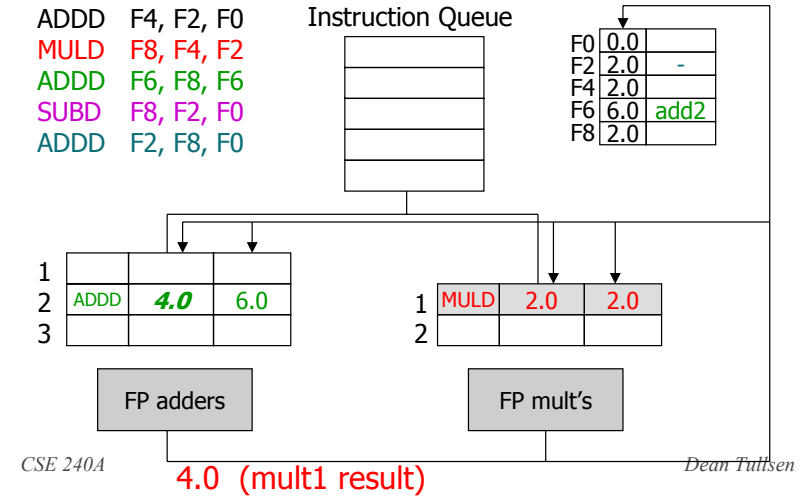 ADDD F4, F2, F0
MULD F8, F4, F2
ADDD F6, F8, F6
SUBD F8, F2, F0
ADDD F2, F8, F0
Instruction Queue
F0 0.0
F2 2.0 -
F4 2.0
F6 6.0 add2
F8 2.0
1
2 ADDD 4.0 6.0
3
1 MULD 2.0 2.0
2
FP adders
FP mult's
CSE 240A
4.0 (mult1 result)
Dean Tullsen